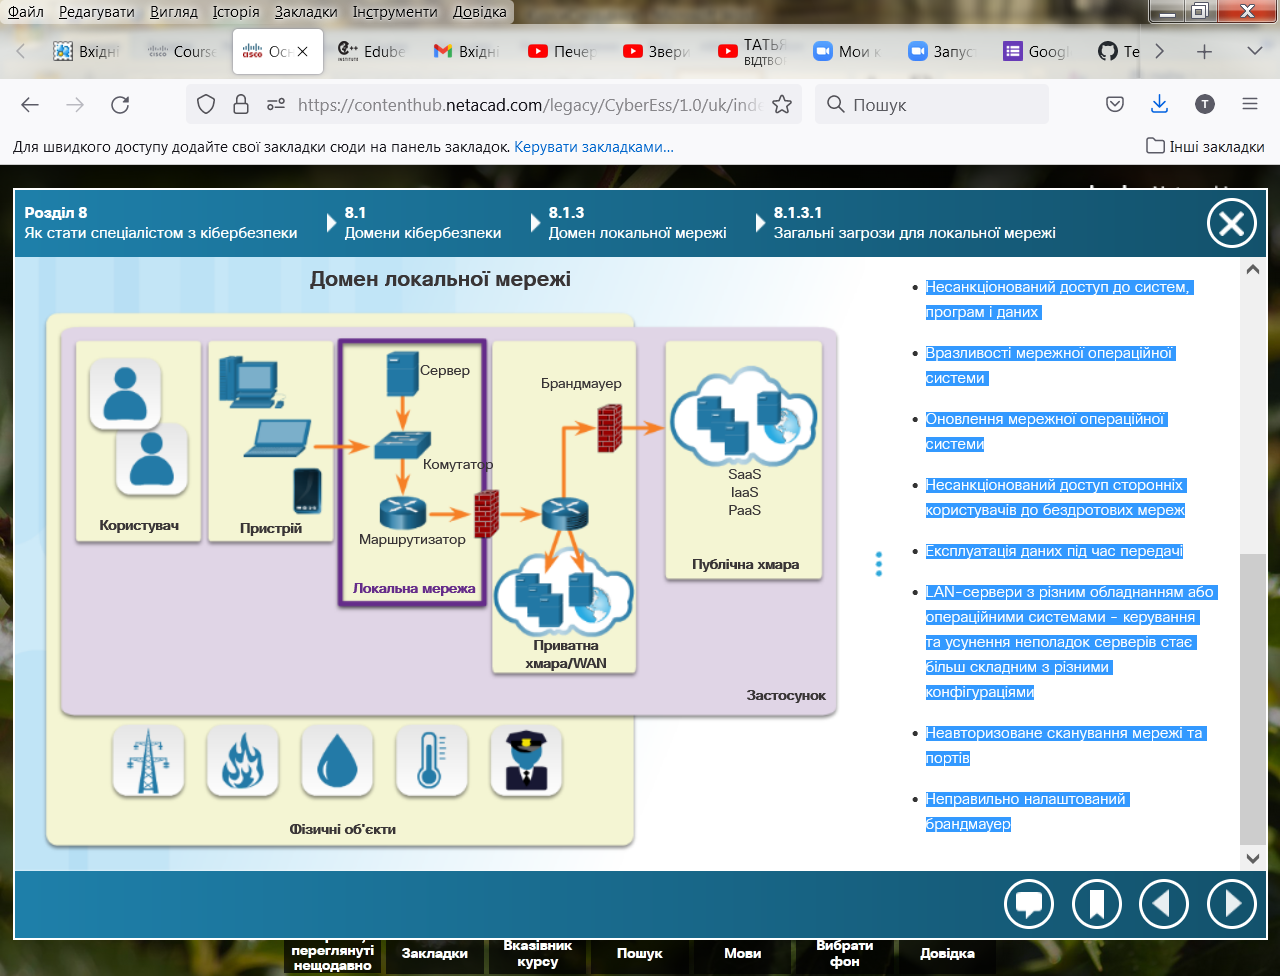 Файл Редагувати Вигляд Історія Закладки Інструменти Довідка
Вхідні Course Осн Edube Вхідні Печер Звери ТАТЬЯ Мои к Запус Googl Te
ВІДТВОР
https://contenthub.netacad.com/legacy/CyberEss/1.0/uk/inde Пошук
Для швидкого доступу додайте свої закладки сюди на панель закладок. Керувати закладками... Інші закладки
Розділ 8
Як стати спеціалістом з кібербезпеки
8.1
Домени кібербезпеки
8.1.3
Домен локальної мережі
8.1.3.1
Загальні загрози для локальної мережі
Домен локальної мережі
Сервер
Брандмауер
Комутатор
SaaS
IaaS
PaaS
Користувач
Пристрій
Маршрутизатор
Публічна хмара
Локальна мережа
Приватна
хмара/WAN
Застосунок
Фізичні об'єкти
Несанкціонований доступ до систем,
програм і даних
Вразливості мережної операційної
системи
Оновлення мережної операційної
системи
Несанкціонований доступ сторонніх
користувачів до бездротових мереж
Експлуатація даних під час передачі
LAN-сервери з різним обладнанням або
операційними системами - керування
та усунення неполадок серверів стає
більш складним з різними
конфігураціями
Неавторизоване сканування мережі та
портів
Неправильно налаштований
брандмауер
переглянуті
нещодавно
Закладки
Вказівник
курсу
Пошук
Мови
Вибрати
фон
Довідка